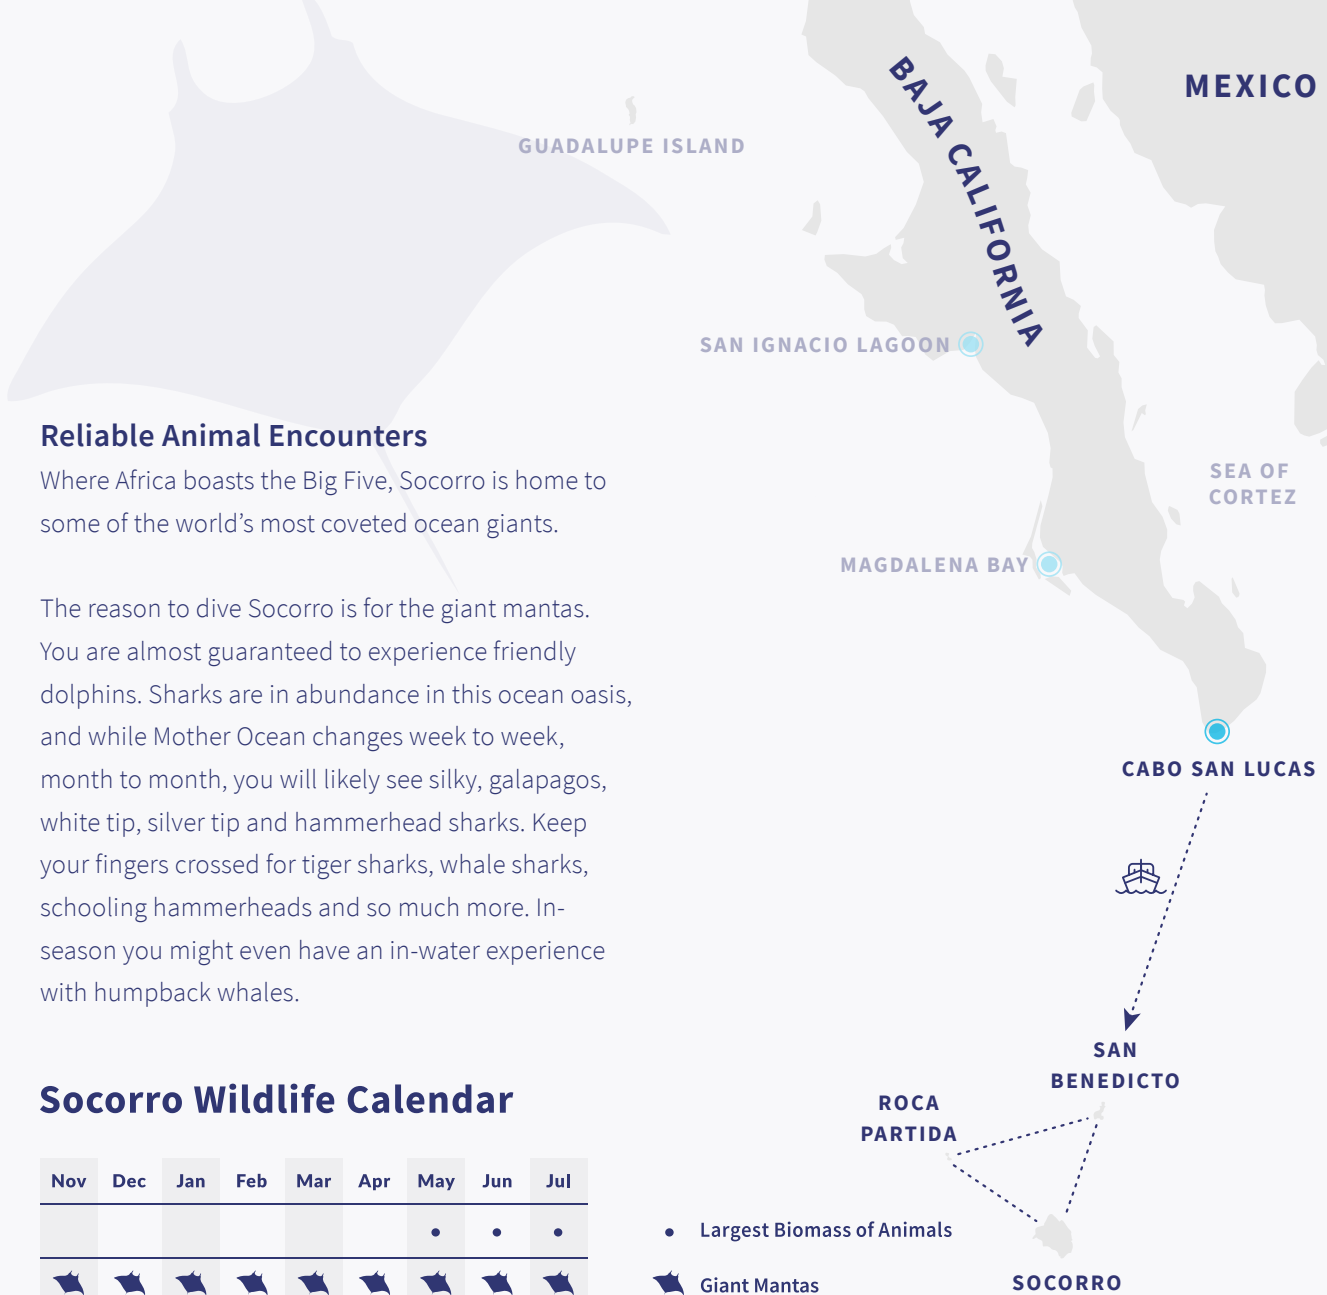 MEXICO
BAJA CALIFORNIA
GUADALUPE ISLAND
SAN IGNACIO LAGOON
Reliable Animal Encounters
Where Africa boasts the Big Five, Socorro is home to
some of the world’s most coveted ocean giants.
SEA OF
CORTEZ
MAGDALENA BAY
The reason to dive Socorro is for the giant mantas.
You are almost guaranteed to experience friendly
dolphins. Sharks are in abundance in this ocean oasis,
and while Mother Ocean changes week to week,
month to month, you will likely see silky, galapagos,
white tip, silver tip and hammerhead sharks. Keep
your fingers crossed for tiger sharks, whale sharks,
schooling hammerheads and so much more. In-
season you might even have an in-water experience
with humpback whales.
CABO SAN LUCAS
SAN
BENEDICTO
ROCA
PARTIDA
SOCORRO
Socorro Wildlife Calendar
Nov Dec Jan Feb Mar Apr May Jun Jul
• • •
• Largest Biomass of Animals
Giant Mantas